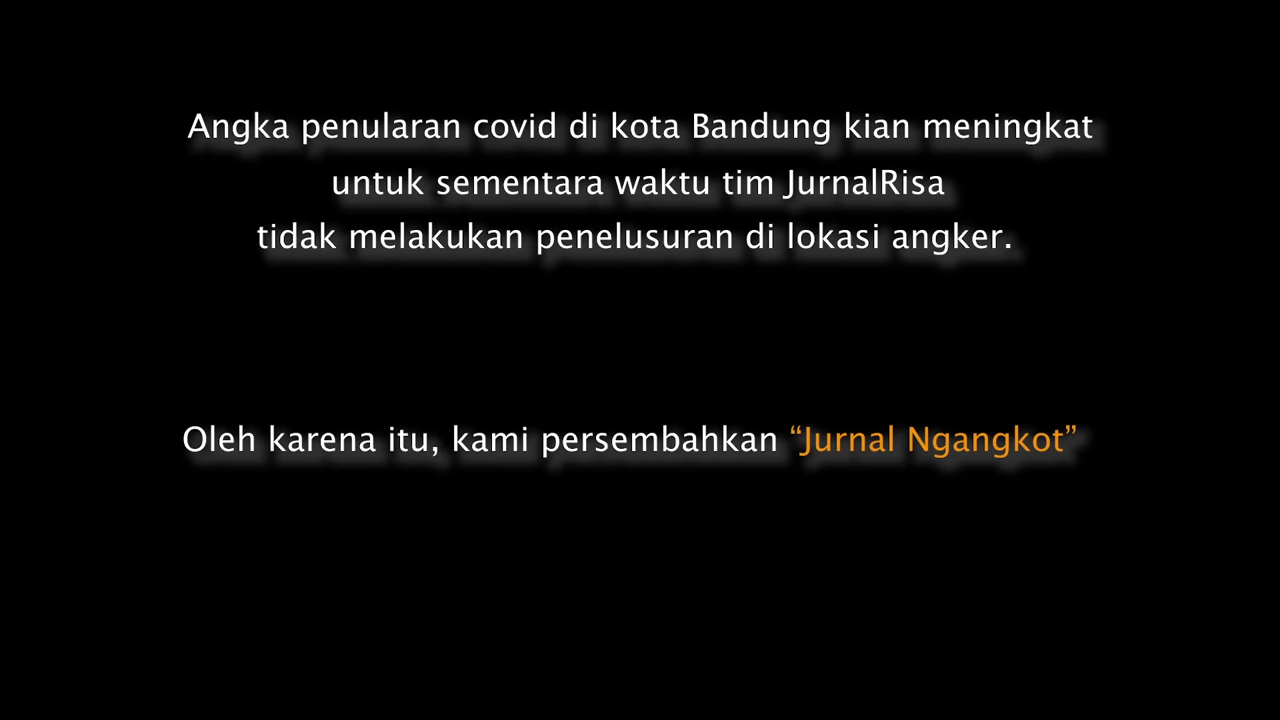 Angka penularan covid di kota Bandung kian meningkat
untuk sementara waktu tim JurnalRisa
tidak melakukan penelusuran di lokasi angker.
Oleh karena itu, kami persembahkan “Jurnal Ngangkot”